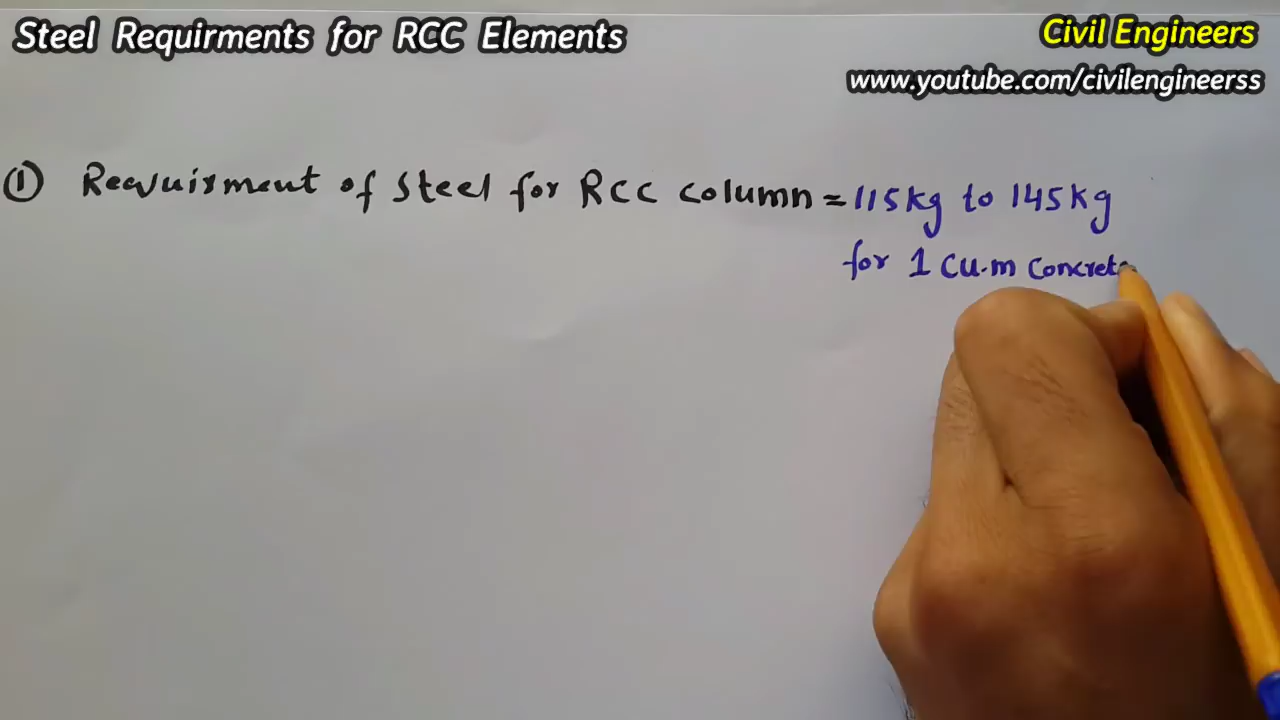 Steel Requirments for RCC Elements
Civil Engineers
www.youtube.com/civilengineerss
① Requirment of Steel for RCC column = 115kg to 145kg
for 1 cu.m concrete